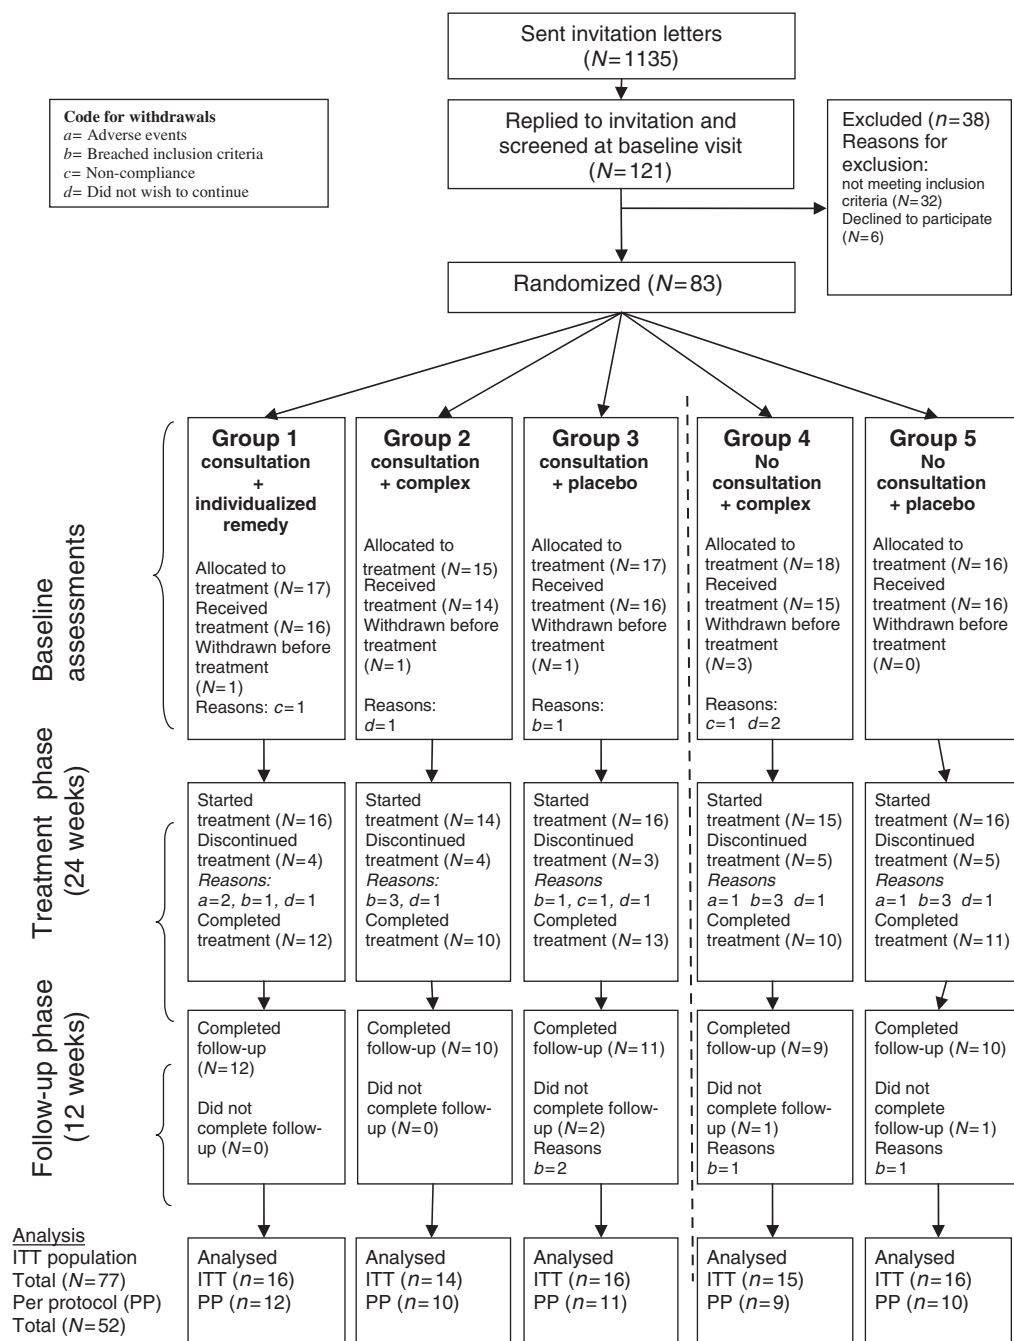 Sent invitation letters
(N=1135)
Code for withdrawals
a= Adverse events
b= Breached inclusion criteria
c= Non-compliance
d= Did not wish to continue
Replied to invitation and
screened at baseline visit
(N=121)
Excluded (n=38)
Reasons for
exclusion:
not meeting inclusion
criteria (N=32)
Declined to participate
(N=6)
Randomized (N=83)
Baseline
assessments
Group 1
consultation
+
individualized
remedy
Allocated to
treatment (N=17)
Received
treatment (N=16)
Withdrawn before
treatment
(N=1)
Reasons: c=1
Group 2
consultation
+ complex
Allocated to
treatment (N=15)
Received
treatment (N=14)
Withdrawn before
treatment
(N=1)
Reasons:
d=1
Group 3
consultation
+ placebo
Allocated to
treatment (N=17)
Received
treatment (N=16)
Withdrawn before
treatment
(N=1)
Reasons:
b=1
Group 4
No
consultation
+ complex
Allocated to
treatment (N=18)
Received
treatment (N=15)
Withdrawn before
treatment
(N=3)
Reasons:
c=1 d=2
Group 5
No
consultation
+ placebo
Allocated to
treatment (N=16)
Received
treatment (N=16)
Withdrawn before
treatment
(N=0)
Treatment phase
(24 weeks)
Started
treatment (N=16)
Discontinued
treatment (N=4)
Reasons:
a=2, b=1, d=1
Completed
treatment (N=12)
Started
treatment (N=14)
Discontinued
treatment (N=4)
Reasons:
b=3, d=1
Completed
treatment (N=10)
Started
treatment (N=16)
Discontinued
treatment (N=3)
Reasons
b=1, c=1, d=1
Completed
treatment (N=13)
Started
treatment (N=15)
Discontinued
treatment (N=5)
Reasons
a=1 b=3 d=1
Completed
treatment (N=10)
Started
treatment (N=16)
Discontinued
treatment (N=5)
Reasons
a=1 b=3 d=1
Completed
treatment (N=11)
Follow-up phase
(12 weeks)
Completed
follow-up
(N=12)
Did not
complete follow-
up (N=0)
Completed
follow-up (N=10)
Did not
complete follow-
up (N=0)
Completed
follow-up (N=11)
Did not
complete follow-
up (N=2)
Reasons
b=2
Completed
follow-up (N=9)
Did not
complete follow-
up (N=1)
Reasons
b=1
Completed
follow-up (N=10)
Did not
complete
follow-up (N=1)
Reasons
b=1
Analysis
ITT population
Total (N=77)
Per protocol (PP)
Total (N=52)
Analysed
ITT (n=16)
PP (n=12)
Analysed
ITT (n=14)
PP (n=10)
Analysed
ITT (n=16)
PP (n=11)
Analysed
ITT (n=15)
PP (n=9)
Analysed
ITT (n=16)
PP (n=10)